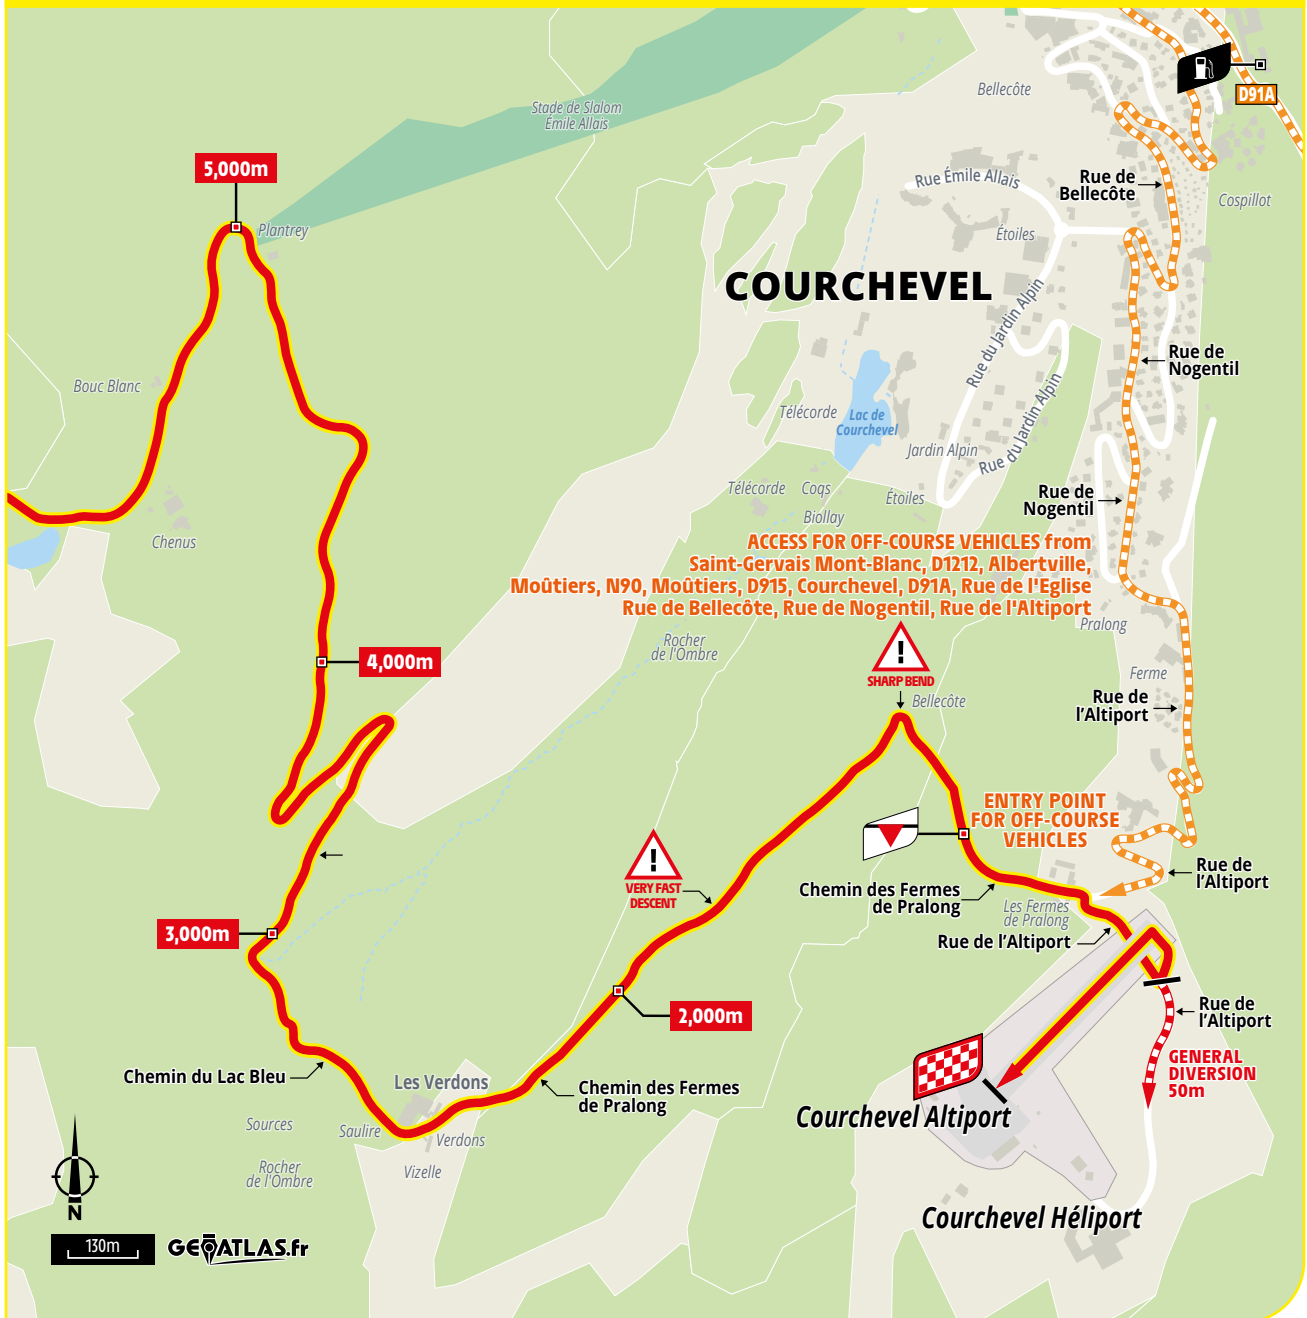 Bellecôte
D91A
Stade de Slalom
Émile Allais
5,000m
Rue de
Bellecôte
Rue Émile Allais
Cospillot
Plantrey
Étoiles
COURCHEVEL
Rue du Jardin Alpin
Rue de
Nogentil
Bouc Blanc
Rue du Jardin Alpin
Télécorde
Lac de
Courchevel
Jardin Alpin
Télécorde
Coqs
Étoiles
Rue de
Nogentil
Biollay
Chenus
ACCESS FOR OFF-COURSE VEHICLES from
Saint-Gervais Mont-Blanc, D1212, Albertville,
Moûtiers, N90, Moûtiers, D915, Courchevel, D91A, Rue de l'Eglise
Rue de Bellecôte, Rue de Nogentil, Rue de l'Altiport
Pralong
Rocher
de l'Ombre
4,000m
SHARP BEND
Ferme
Bellecôte
Rue de
l'Altiport
ENTRY POINT
FOR OFF-COURSE
VEHICLES
VERY FAST
DESCENT
Chemin des Fermes
de Pralong
Rue de
l'Altiport
Les Fermes
de Pralong
3,000m
Rue de l'Altiport
2,000m
Rue de
l'Altiport
GENERAL
DIVERSION
50m
Chemin du Lac Bleu
Les Verdons
Chemin des Fermes
de Pralong
Courchevel Altiport
Sources
Saulire
Verdons
Rocher
de l'Ombre
Vizelle
N
Courchevel Héliport
130m
GEOATLAS.fr